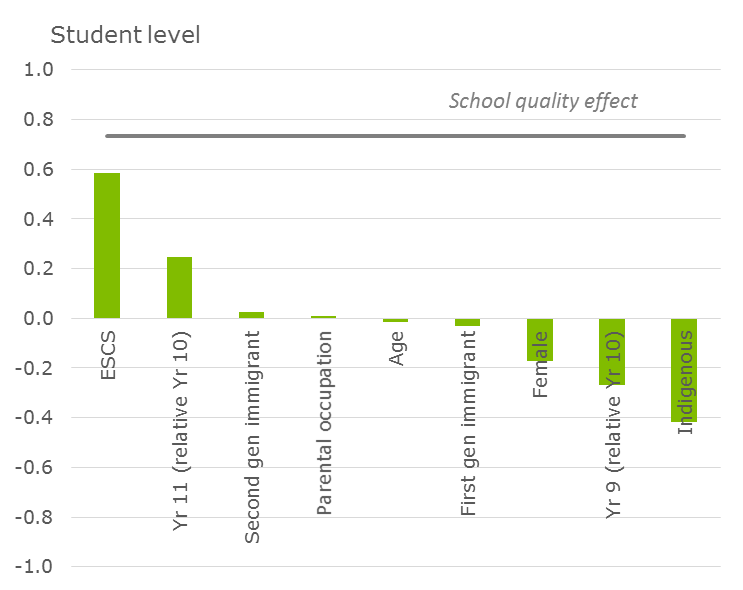 Student level
1.0
0.8
0.6
0.4
0.2
0.0
-0.2
-0.4
-0.6
-0.8
-1.0
School quality effect
ESCS
Yr 11 (relative Yr 10)
Second gen immigrant
Parental occupation
Age
First gen immigrant
Female
Yr 9 (relative Yr 10)
Indigenous